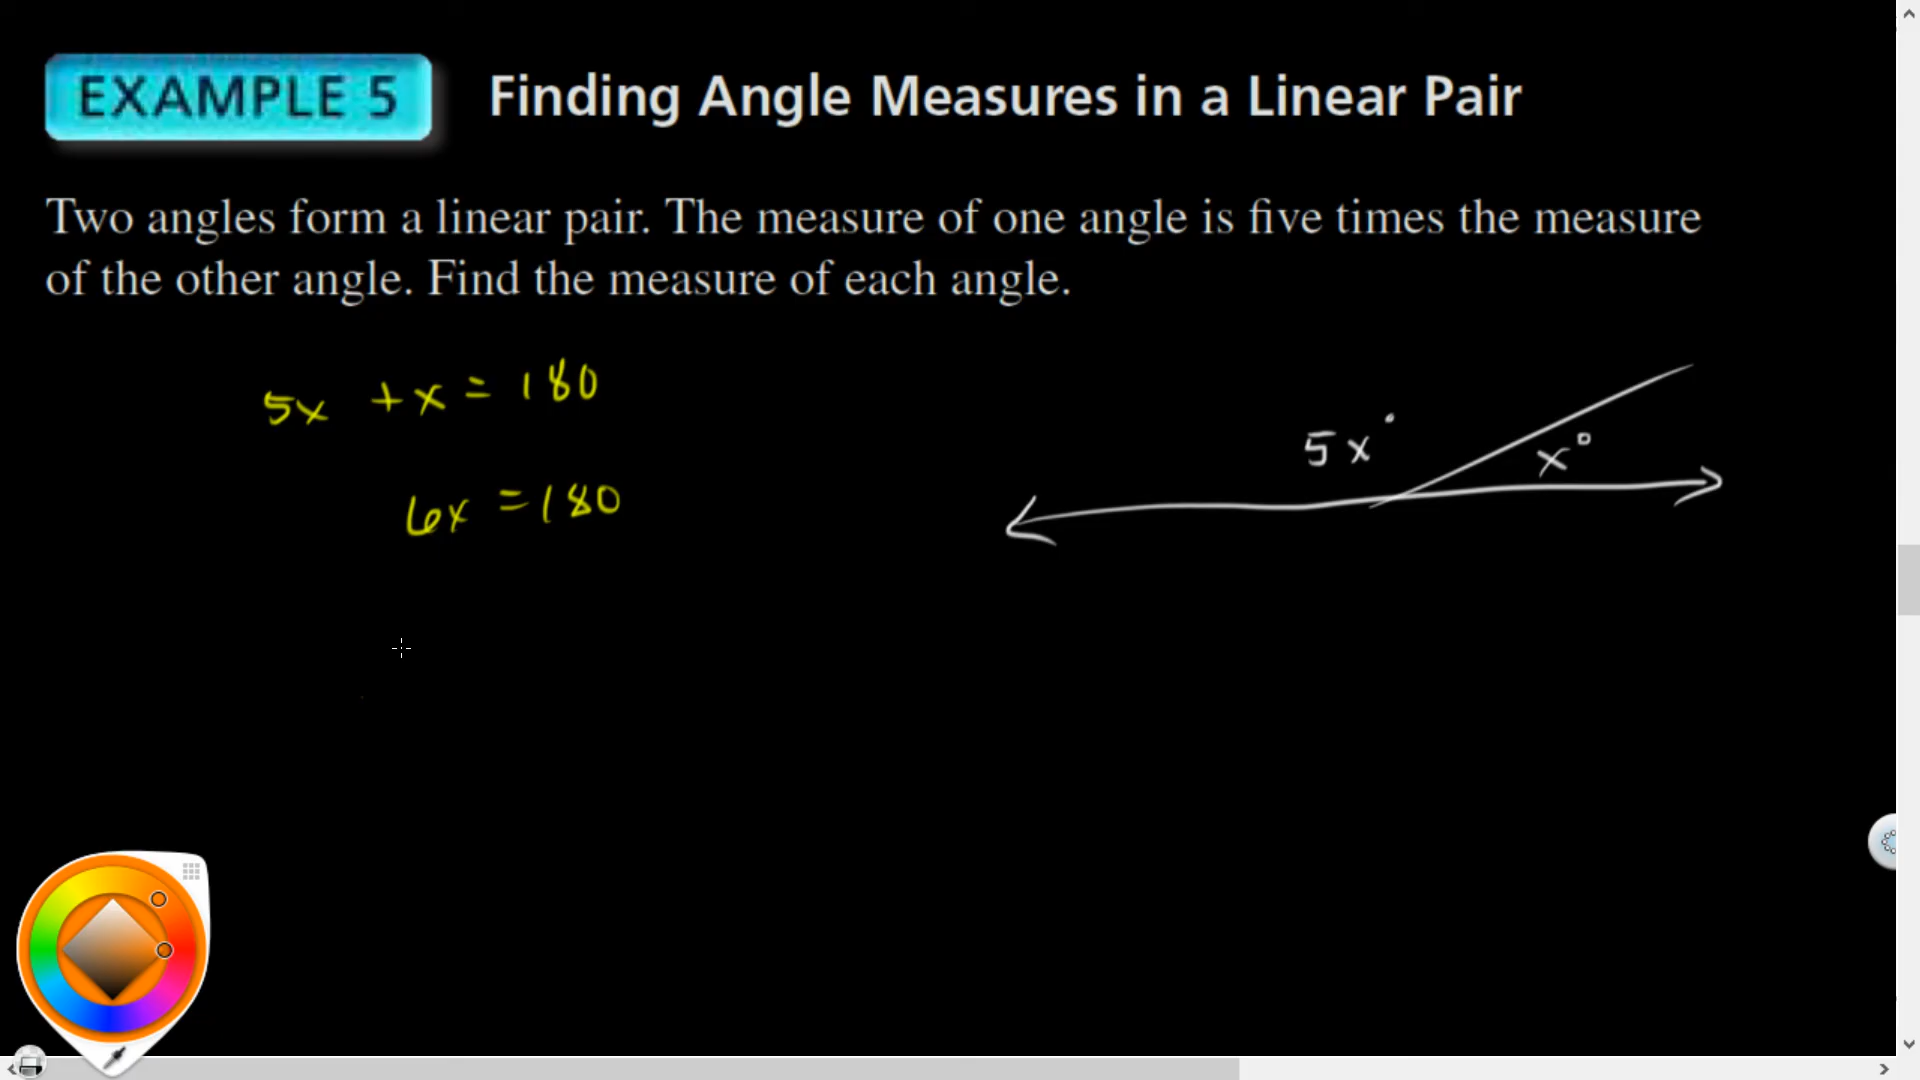 EXAMPLE 5 Finding Angle Measures in a Linear Pair
Two angles form a linear pair. The measure of one angle is five times the measure
of the other angle. Find the measure of each angle.
5x + x = 180
5x°
x°
6x = 180